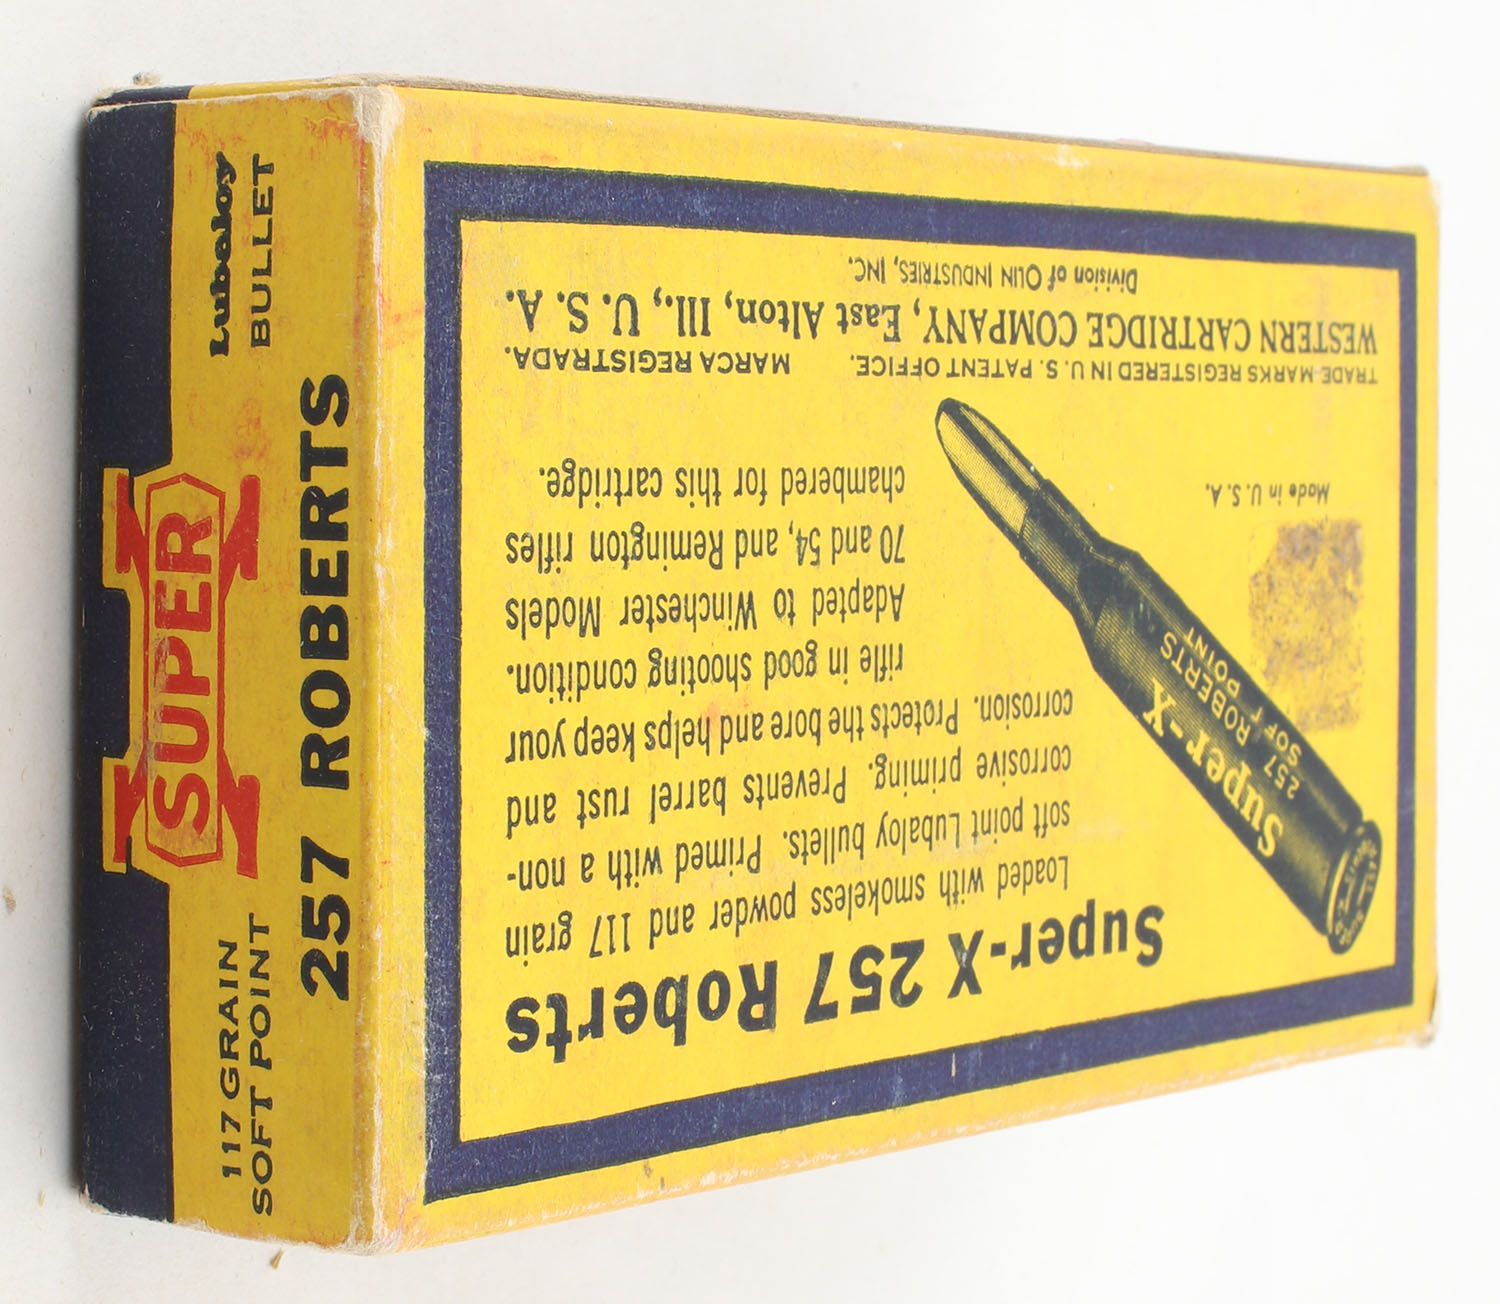 117 GRAIN
SOFT POINT
SUPER
X
Lubaloy
BULLET
257 ROBERTS
Super-X 257 Roberts
Loaded with smokeless powder and 117 grain
soft point Lubaloy bullets. Primed with a non-
corrosive priming. Prevents barrel rust and
corrosion. Protects the bore and helps keep your
rifle in good shooting condition.
Adapted to Winchester Models
70 and 54, and Remington rifles
chambered for this cartridge.
Super-X
257 ROBERTS
SOFT POINT
Made in U.S.A.
TRADE-MARKS REGISTERED IN U.S. PATENT OFFICE. MARCA REGISTRADA.
WESTERN CARTRIDGE COMPANY, East Alton, Ill., U.S.A.
Division of OLIN INDUSTRIES, INC.